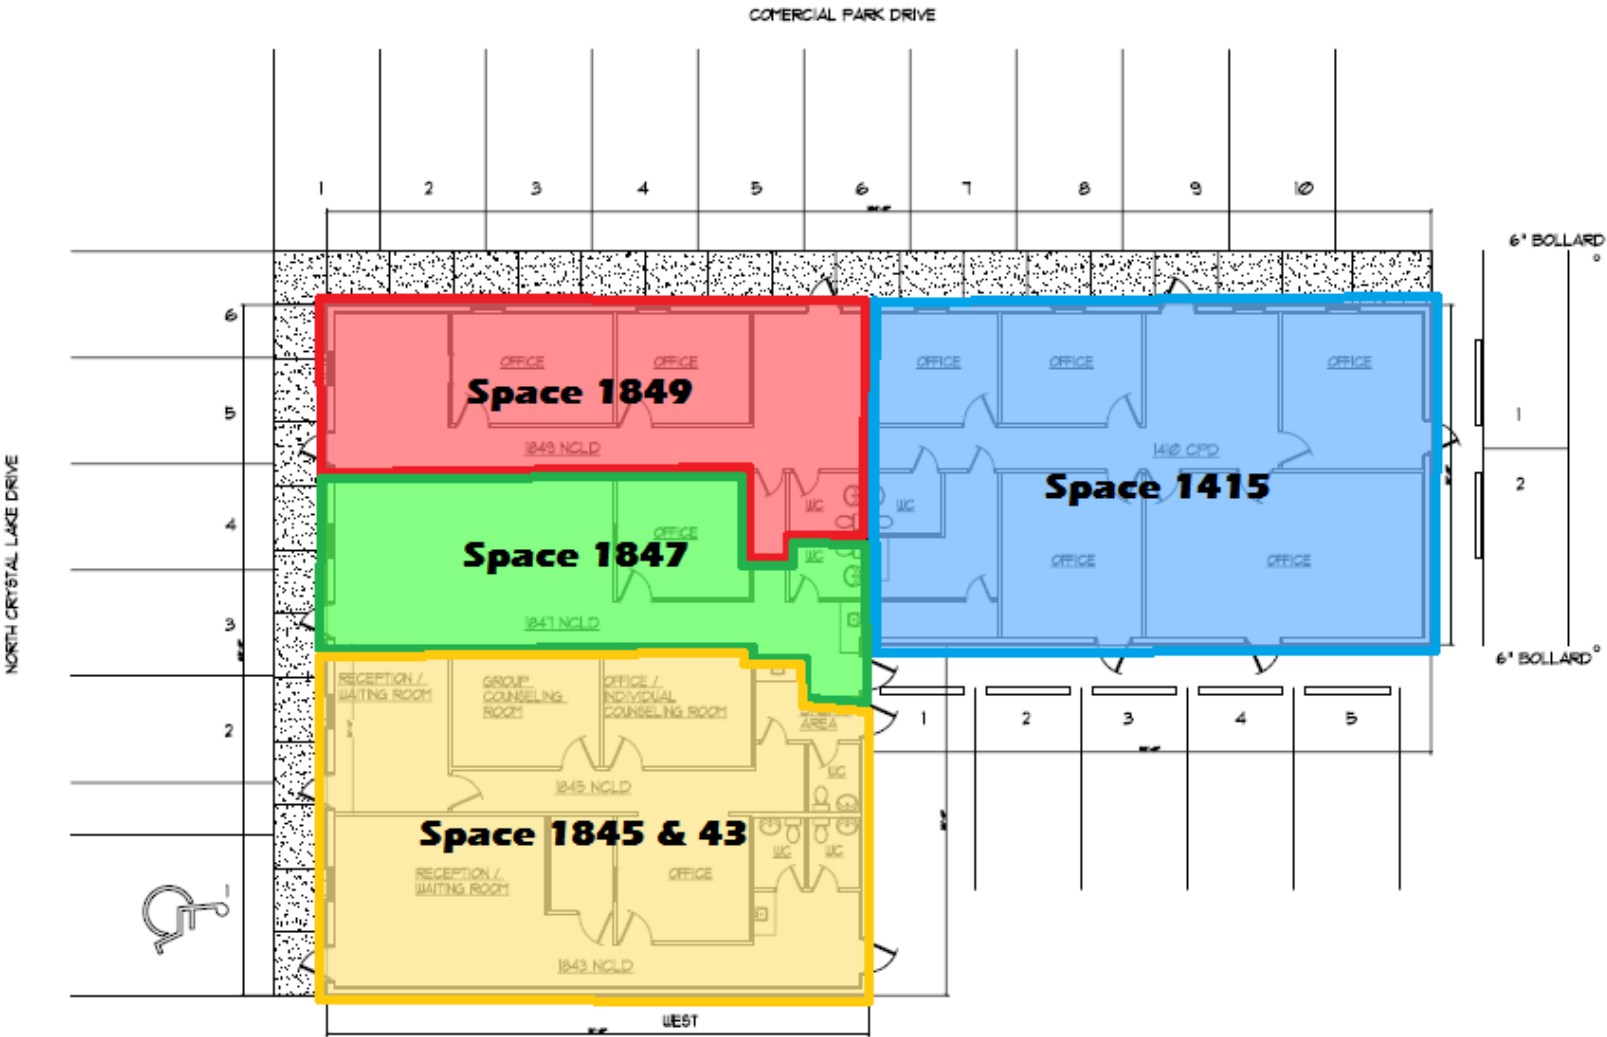 COMERCIAL PARK DRIVE
1 2 3 4 5 6 7 8 9 10
6" BOLLARD
6
5
4
3
2
1
NORTH CRYSTAL LAKE DRIVE
OFFICE
OFFICE
Space 1849
1849 NCLD
WC
OFFICE
Space 1847
WC
1847 NCLD
OFFICE
OFFICE
OFFICE
1410 CPD
Space 1415
WC
OFFICE
OFFICE
1
2
6" BOLLARD
RECEPTION /
WAITING ROOM
GROUP
COUNSELING
ROOM
OFFICE /
INDIVIDUAL
COUNSELING ROOM
AREA
1 2 3 4 5
WC
1845 NCLD
Space 1845 & 43
WC
WC
RECEPTION /
WAITING ROOM
OFFICE
1843 NCLD
WEST